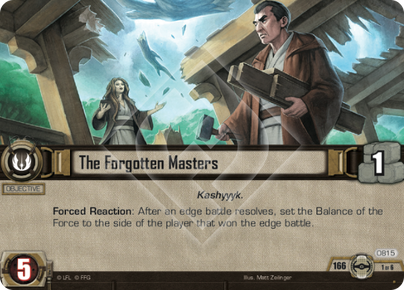 The Forgotten Masters
1
OBJECTIVE
Kashyyyk.
Forced Reaction: After an edge battle resolves, set the Balance of the
Force to the side of the player that won the edge battle.
0815
5
© LFL © FFG
Illus. Matt Zeilinger
166
1 of 6